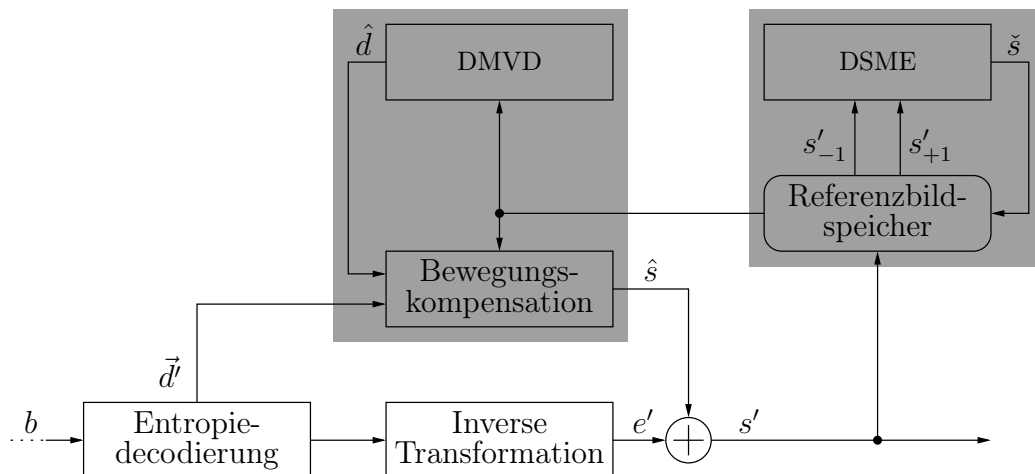 d̂
DMVD
DSME
š
s′₋₁
s′₊₁
Referenzbild-
speicher
Bewegungs-
kompensation
ŝ
d⃗′
b
Entropie-
decodierung
Inverse
Transformation
e′
s′